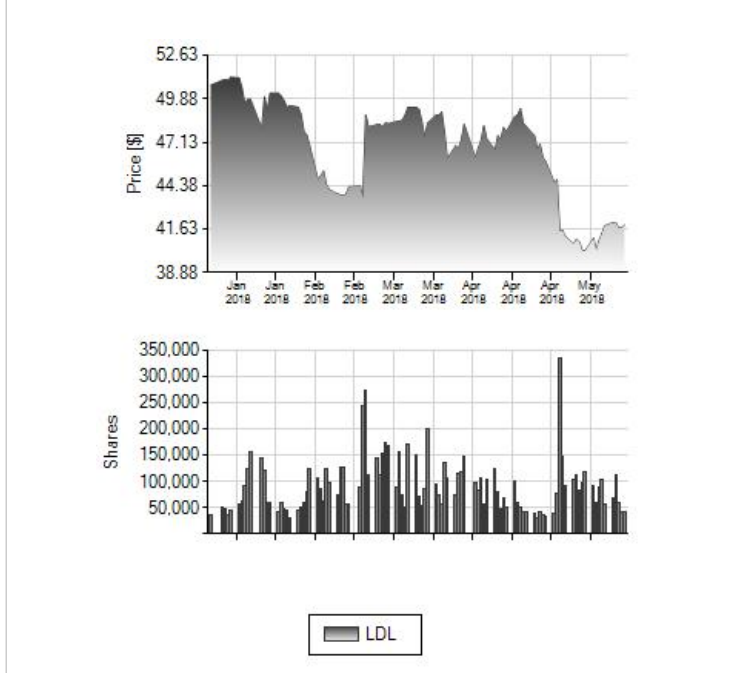 52.63
49.88
47.13
44.38
41.63
38.88
Price [$]
Jan Jan Feb Feb Mar Mar Apr Apr Apr May
2018 2018 2018 2018 2018 2018 2018 2018 2018 2018
350,000
300,000
250,000
200,000
150,000
100,000
50,000
Shares
LDL